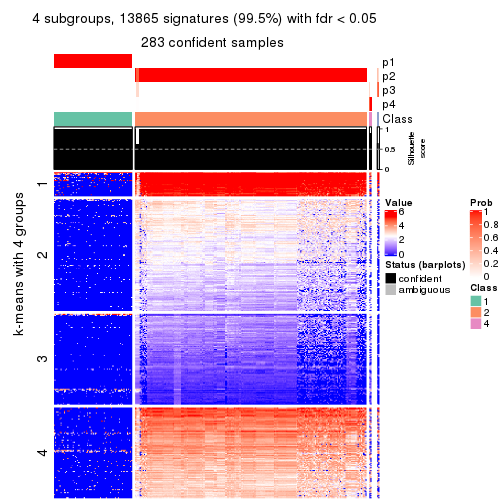 4 subgroups, 13865 signatures (99.5%) with fdr < 0.05
283 confident samples
p1
p2
p3
p4
Class
1
0.5
0
Silhouette
score
k-means with 4 groups
1
2
3
4
Value
6
4
2
0
Status (barplots)
confident
ambiguous
Prob
1
0.8
0.6
0.4
0.2
0
Class
1
2
4